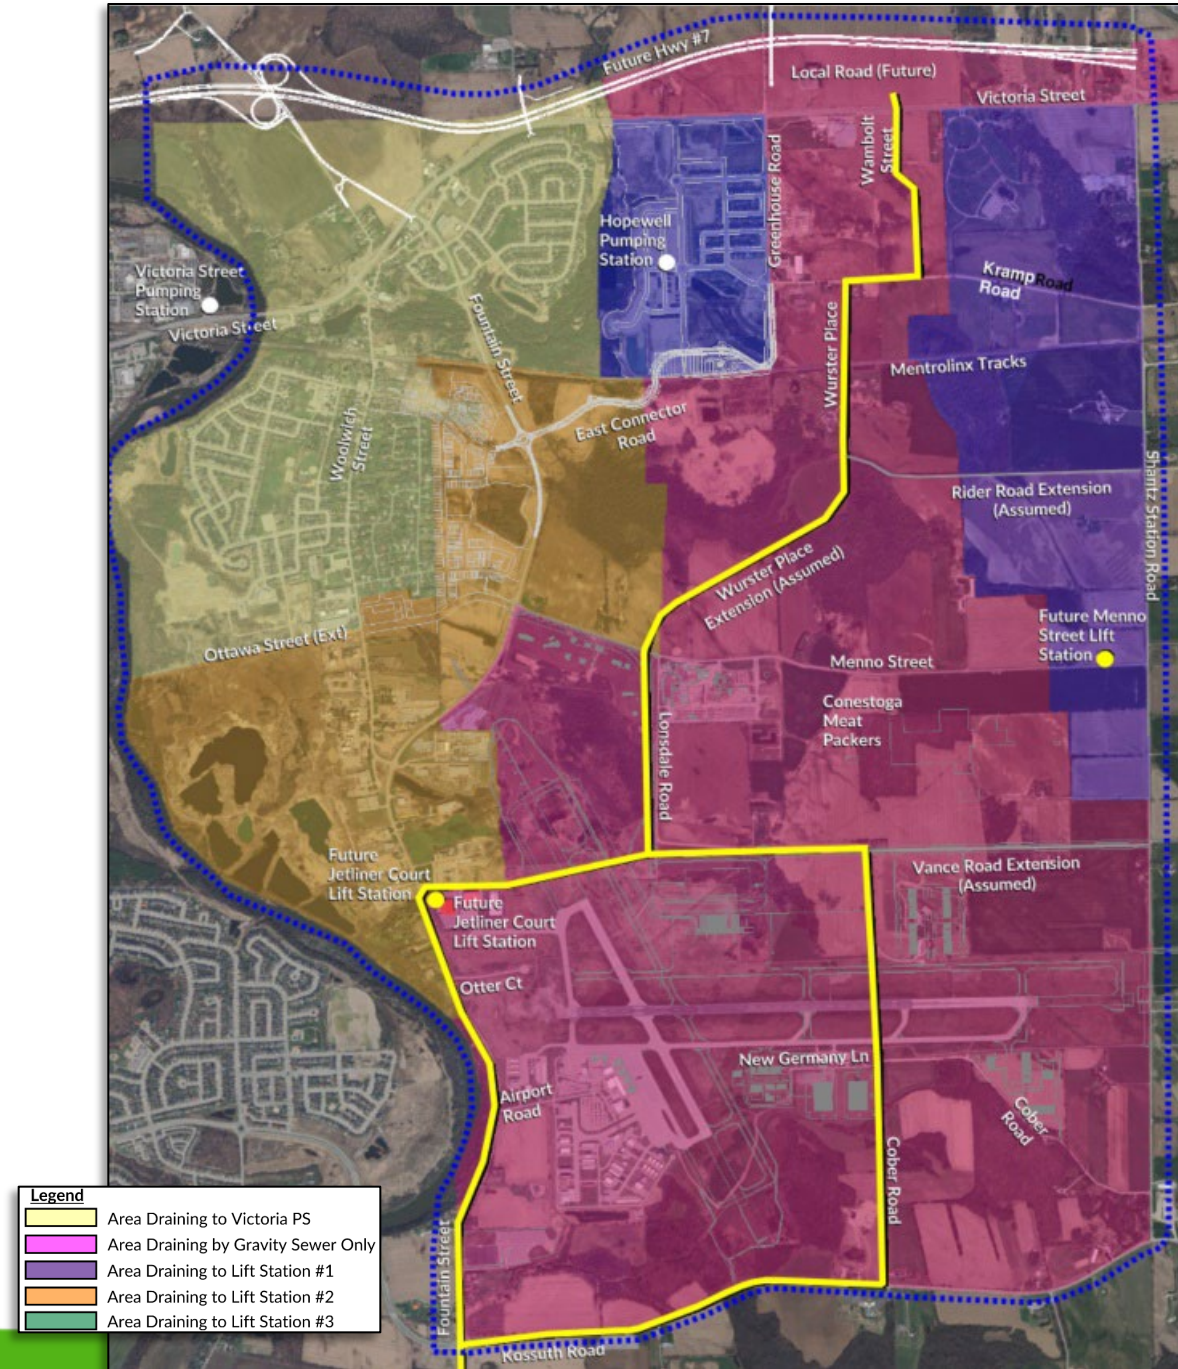 Future Hwy #7
Local Road (Future)
Victoria Street
Wambolt
Street
Greenhouse Road
Hopewell
Pumping
Station
Victoria Street
Pumping
Station
Victoria Street
Kramp Road
Road
Fountain Street
Wurster Place
Mentrolinx Tracks
East Connector
Road
Woolwich
Street
Rider Road Extension
(Assumed)
Shantz Station Road
Wurster Place
Extension (Assumed)
Future Menno
Street LIft
Station
Ottawa Street (Ext)
Menno Street
Conestoga
Meat
Packers
Lonsdale Road
Future
Jetliner Court
Lift Station
Future
Jetliner Court
Lift Station
Vance Road Extension
(Assumed)
Otter Ct
New Germany Ln
Airport
Road
Cober
Road
Cober Road
Fountain Street
Kossuth Road
Legend
Area Draining to Victoria PS
Area Draining by Gravity Sewer Only
Area Draining to Lift Station #1
Area Draining to Lift Station #2
Area Draining to Lift Station #3